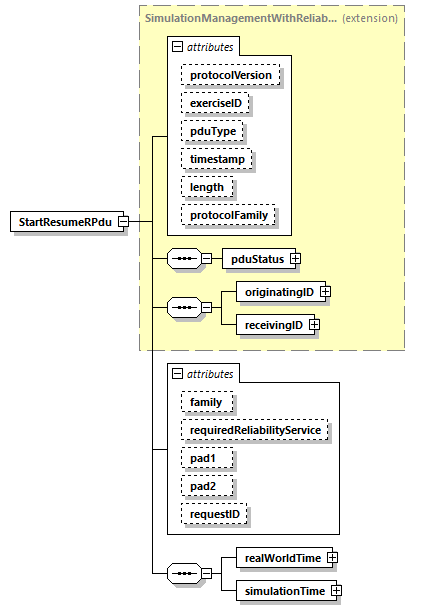 SimulationManagementWithReliab... (extension)
attributes
protocolVersion
exerciseID
pduType
timestamp
length
protocolFamily
StartResumeRPdu
pduStatus
originatingID
receivingID
attributes
family
requiredReliabilityService
pad1
pad2
requestID
realWorldTime
simulationTime